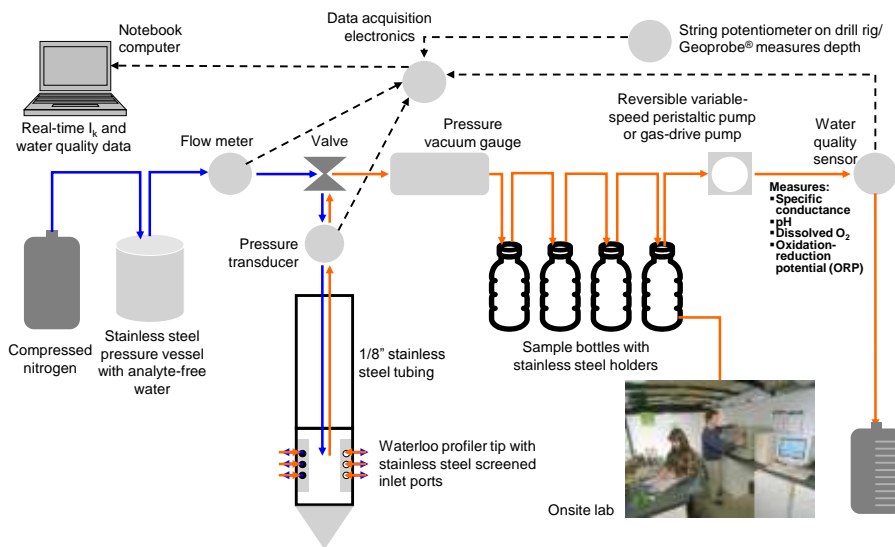 Notebook
computer
Data acquisition
electronics
String potentiometer on drill rig/
Geoprobe® measures depth
Real-time Ik and
water quality data
Flow meter
Valve
Pressure
vacuum gauge
Reversible variable-
speed peristaltic pump
or gas-drive pump
Water
quality
sensor
Measures:
▪Specific
conductance
▪pH
▪Dissolved O2
▪Oxidation-
reduction
potential (ORP)
Pressure
transducer
Compressed
nitrogen
Stainless steel
pressure vessel
with analyte-free
water
1/8” stainless
steel tubing
Sample bottles with
stainless steel holders
Waterloo profiler tip with
stainless steel screened
inlet ports
Onsite lab